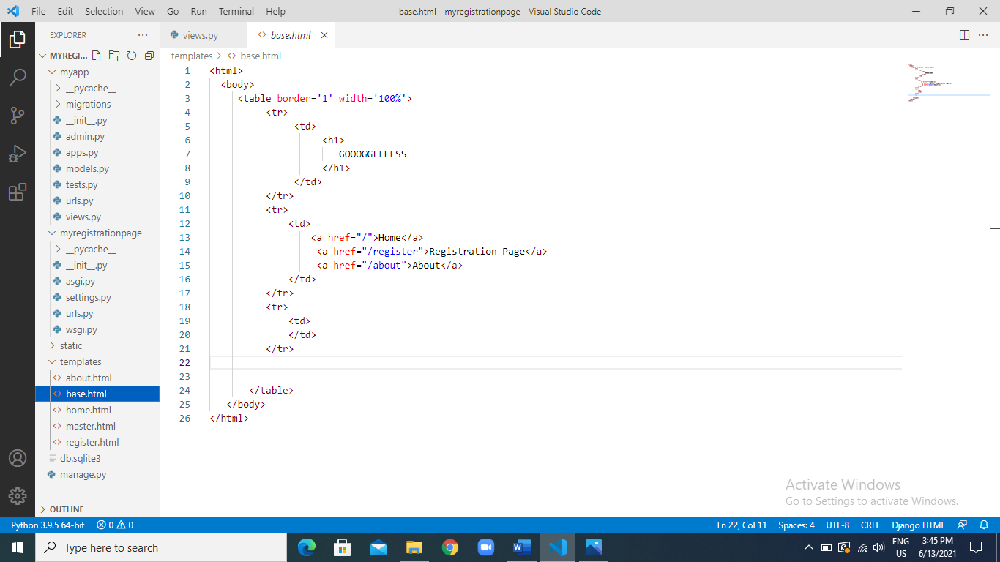 File Edit Selection View Go Run Terminal Help
base.html - myregistrationpage - Visual Studio Code
EXPLORER
MYREGI...
myapp
__pycache__
migrations
__init__.py
admin.py
apps.py
models.py
tests.py
urls.py
views.py
myregistrationpage
__pycache__
__init__.py
asgi.py
settings.py
urls.py
wsgi.py
static
templates
about.html
base.html
home.html
master.html
register.html
db.sqlite3
manage.py
OUTLINE
views.py base.html
templates > base.html
1 <html>
2 <body>
3 <table border='1' width='100%'>
4 <tr>
5 <td>
6 <h1>
7 GOOOGGLLEESS
8 </h1>
9 </td>
10 </tr>
11 <tr>
12 <td>
13 <a href="/">Home</a>
14 <a href="/register">Registration Page</a>
15 <a href="/about">About</a>
16 </td>
17 </tr>
18 <tr>
19 <td>
20 </td>
21 </tr>
22
23
24 </table>
25 </body>
26 </html>
Activate Windows
Go to Settings to activate Windows.
Python 3.9.5 64-bit 0 0 Ln 22, Col 11 Spaces: 4 UTF-8 CRLF Django HTML
Type here to search
ENG
US
3:45 PM
6/13/2021